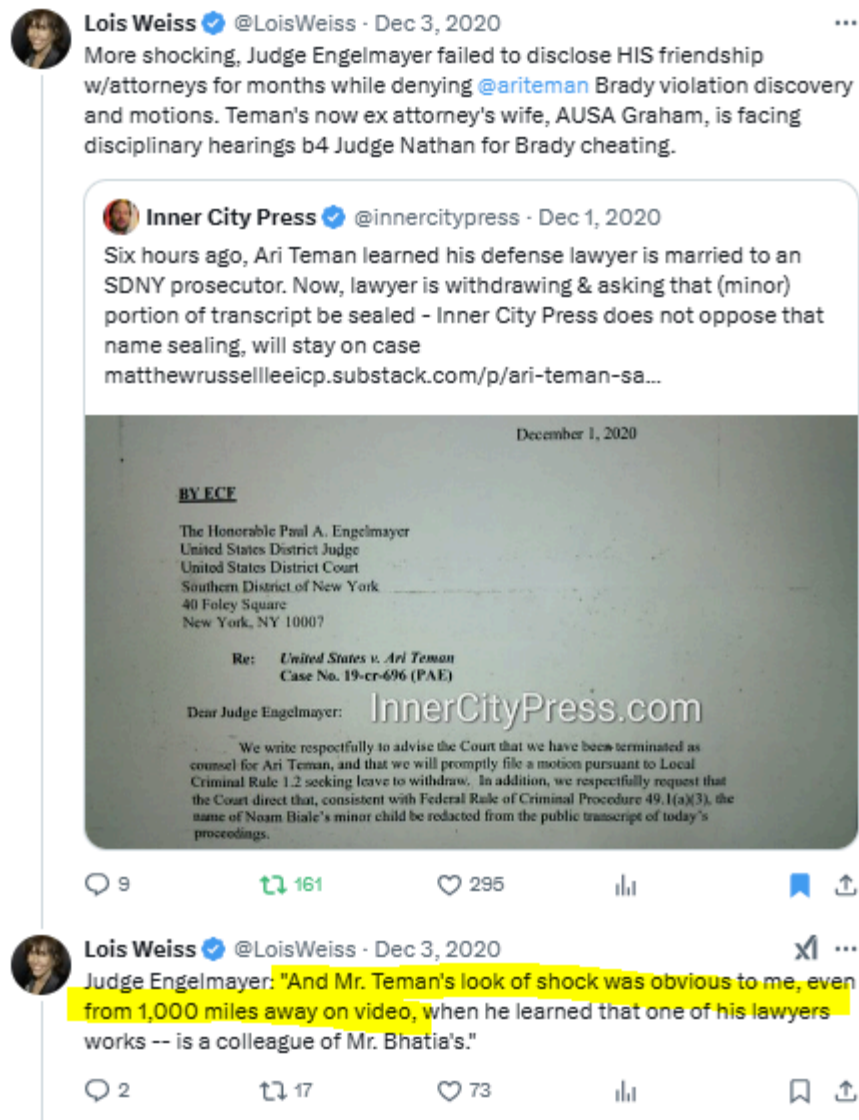 Lois Weiss @LoisWeiss · Dec 3, 2020
More shocking, Judge Engelmayer failed to disclose HIS friendship
w/attorneys for months while denying @ariteman Brady violation discovery
and motions. Teman's now ex attorney's wife, AUSA Graham, is facing
disciplinary hearings b4 Judge Nathan for Brady cheating.
Inner City Press @innercitypress · Dec 1, 2020
Six hours ago, Ari Teman learned his defense lawyer is married to an
SDNY prosecutor. Now, lawyer is withdrawing & asking that (minor)
portion of transcript be sealed - Inner City Press does not oppose that
name sealing, will stay on case
matthewrussellleeicp.substack.com/p/ari-teman-sa...
December 1, 2020
BY ECF
The Honorable Paul A. Engelmayer
United States District Judge
United States District Court
Southern District of New York
40 Foley Square
New York, NY 10007
Re: United States v. Ari Teman
Case No. 19-cr-696 (PAE)
Dear Judge Engelmayer:
InnerCityPress.com
We write respectfully to advise the Court that we have been terminated as
counsel for Ari Teman, and that we will promptly file a motion pursuant to Local
Criminal Rule 1.2 seeking leave to withdraw. In addition, we respectfully request that
the Court direct that, consistent with Federal Rule of Criminal Procedure 49.1(a)(3), the
name of Noam Biale's minor child be redacted from the public transcript of today's
proceedings.
9 161 295
Lois Weiss @LoisWeiss · Dec 3, 2020
Judge Engelmayer: "And Mr. Teman's look of shock was obvious to me, even
from 1,000 miles away on video, when he learned that one of his lawyers
works -- is a colleague of Mr. Bhatia's."
2 17 73